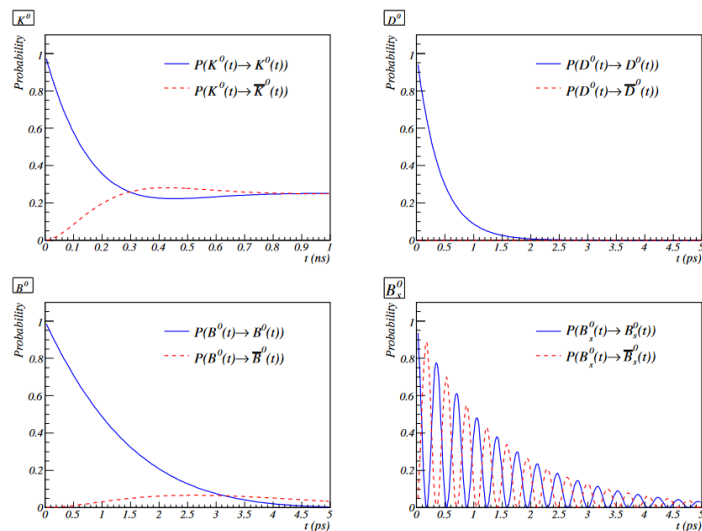 K⁰
Probability
1
0.8
0.6
0.4
0.2
0
P(K⁰(t)→ K⁰(t))
P(K⁰(t)→ K̅⁰(t))
0 0.1 0.2 0.3 0.4 0.5 0.6 0.7 0.8 0.9 1
t (ns)
D⁰
Probability
1
0.8
0.6
0.4
0.2
0
P(D⁰(t)→ D⁰(t))
P(D⁰(t)→ D̅⁰(t))
0 0.5 1 1.5 2 2.5 3 3.5 4 4.5 5
t (ps)
B⁰
Probability
1
0.8
0.6
0.4
0.2
0
P(B⁰(t)→ B⁰(t))
P(B⁰(t)→ B̅⁰(t))
0 0.5 1 1.5 2 2.5 3 3.5 4 4.5 5
t (ps)
B⁰ₛ
Probability
1
0.8
0.6
0.4
0.2
0
P(B⁰ₛ(t)→ B⁰ₛ(t))
P(B⁰ₛ(t)→ B̅⁰ₛ(t))
0 0.5 1 1.5 2 2.5 3 3.5 4 4.5 5
t (ps)